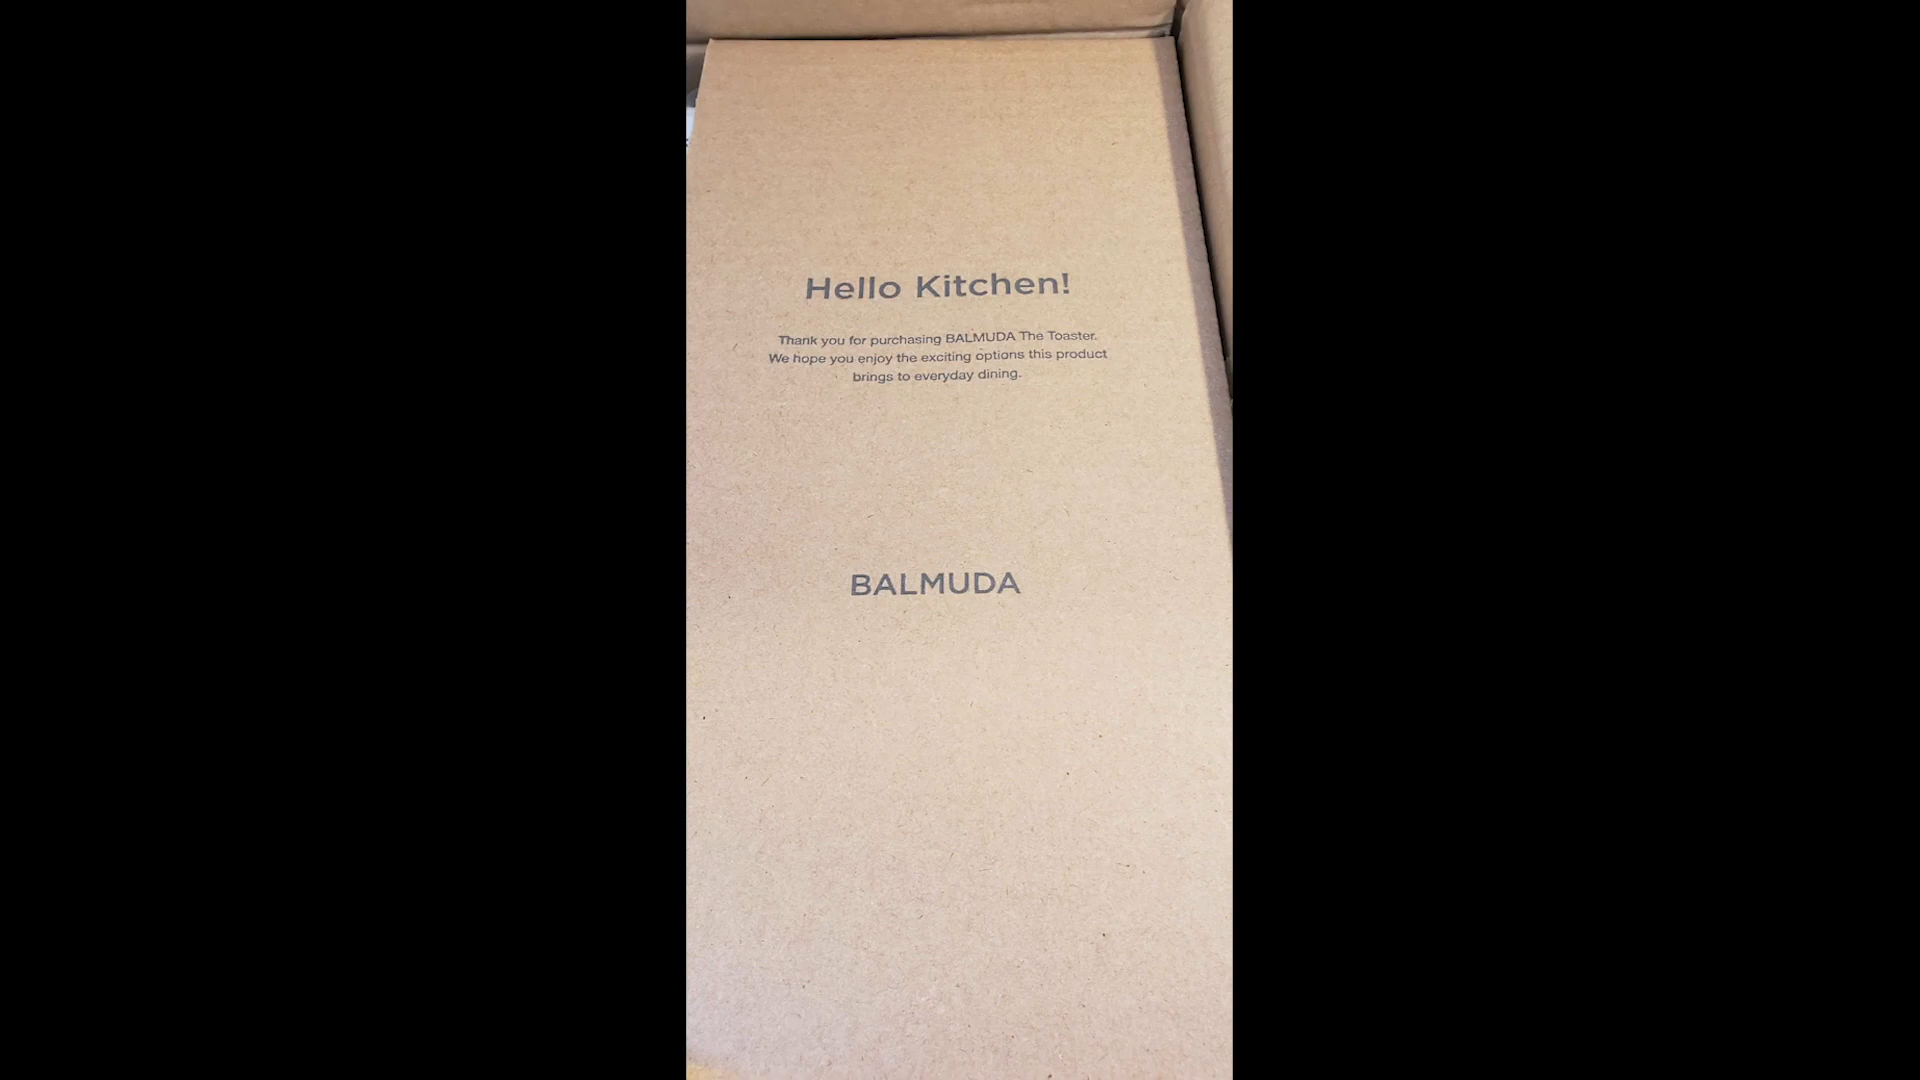 Hello Kitchen!
Thank you for purchasing BALMUDA The Toaster.
We hope you enjoy the exciting options this product
brings to everyday dining.
BALMUDA